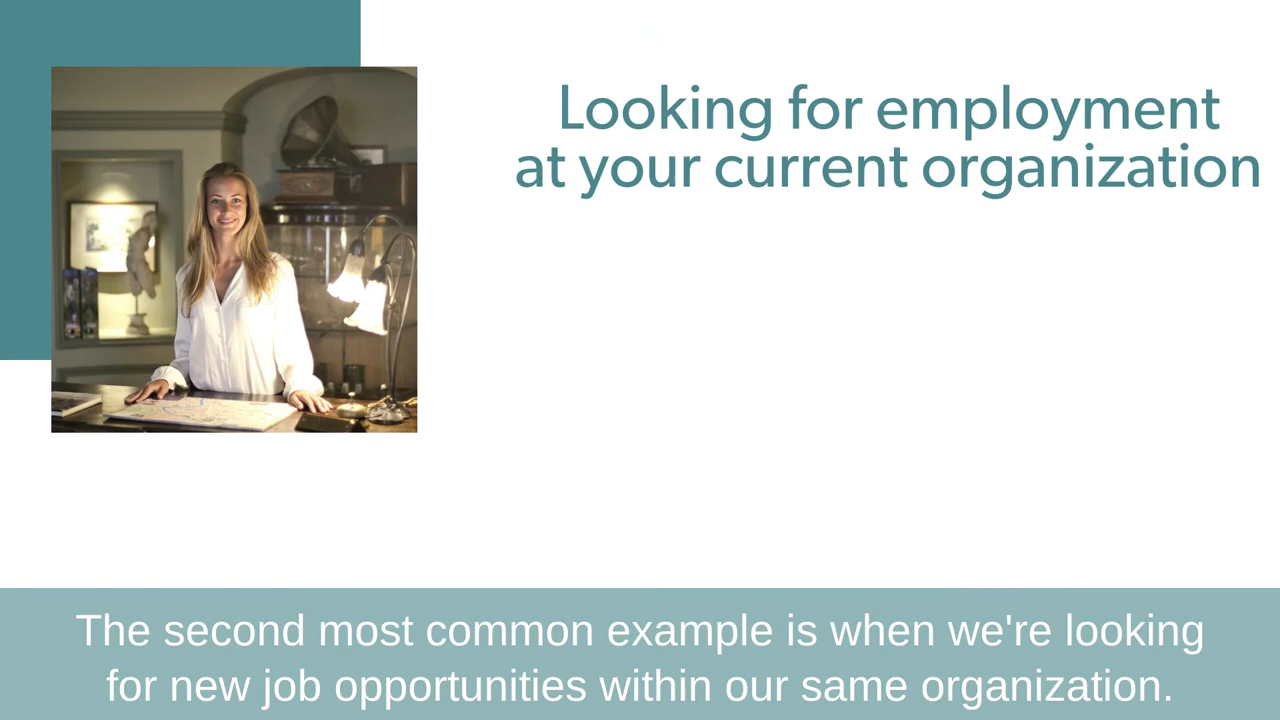 Looking for employment
at your current organization
The second most common example is when we're looking
for new job opportunities within our same organization.